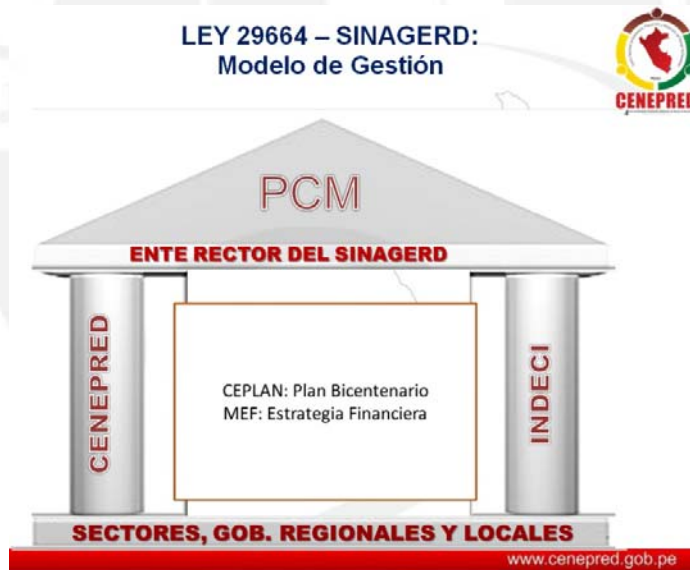 LEY 29664 – SINAGERD:
Modelo de Gestión
CENEPRED
PCM
ENTE RECTOR DEL SINAGERD
CENEPRED
CEPLAN: Plan Bicentenario
MEF: Estrategia Financiera
INDECI
SECTORES, GOB. REGIONALES Y LOCALES
www.cenepred.gob.pe